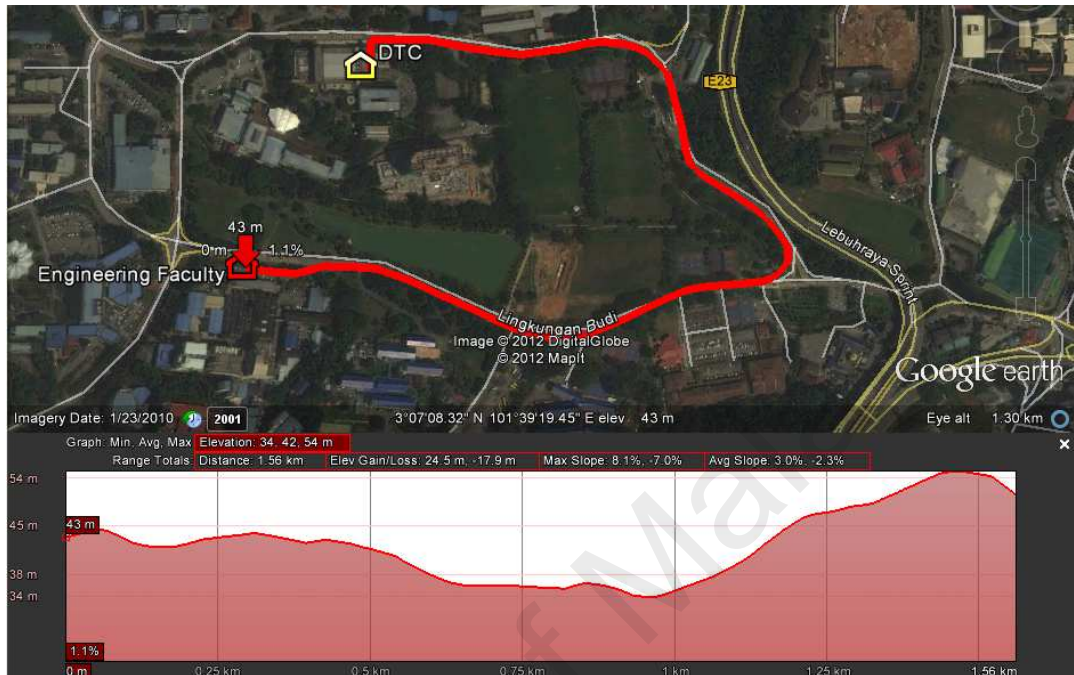 DTC
E23
43 m
0 m
1.1%
Engineering Faculty
Lebuhraya Sprint
Lingkungan Budi
Image © 2012 DigitalGlobe
© 2012 MapIt
Google earth
Imagery Date: 1/23/2010 2001 3°07'08.32" N 101°39'19.45" E elev 43 m Eye alt 1.30 km
Graph: Min, Avg, Max Elevation: 34, 42, 54 m
Range Totals: Distance: 1.56 km Elev Gain/Loss: 24.5 m, -17.9 m Max Slope: 8.1%, -7.0% Avg Slope: 3.0%, -2.3%
54 m
45 m
43 m
38 m
34 m
1.1%
0 m 0.25 km 0.5 km 0.75 km 1 km 1.25 km 1.56 km
of Mala